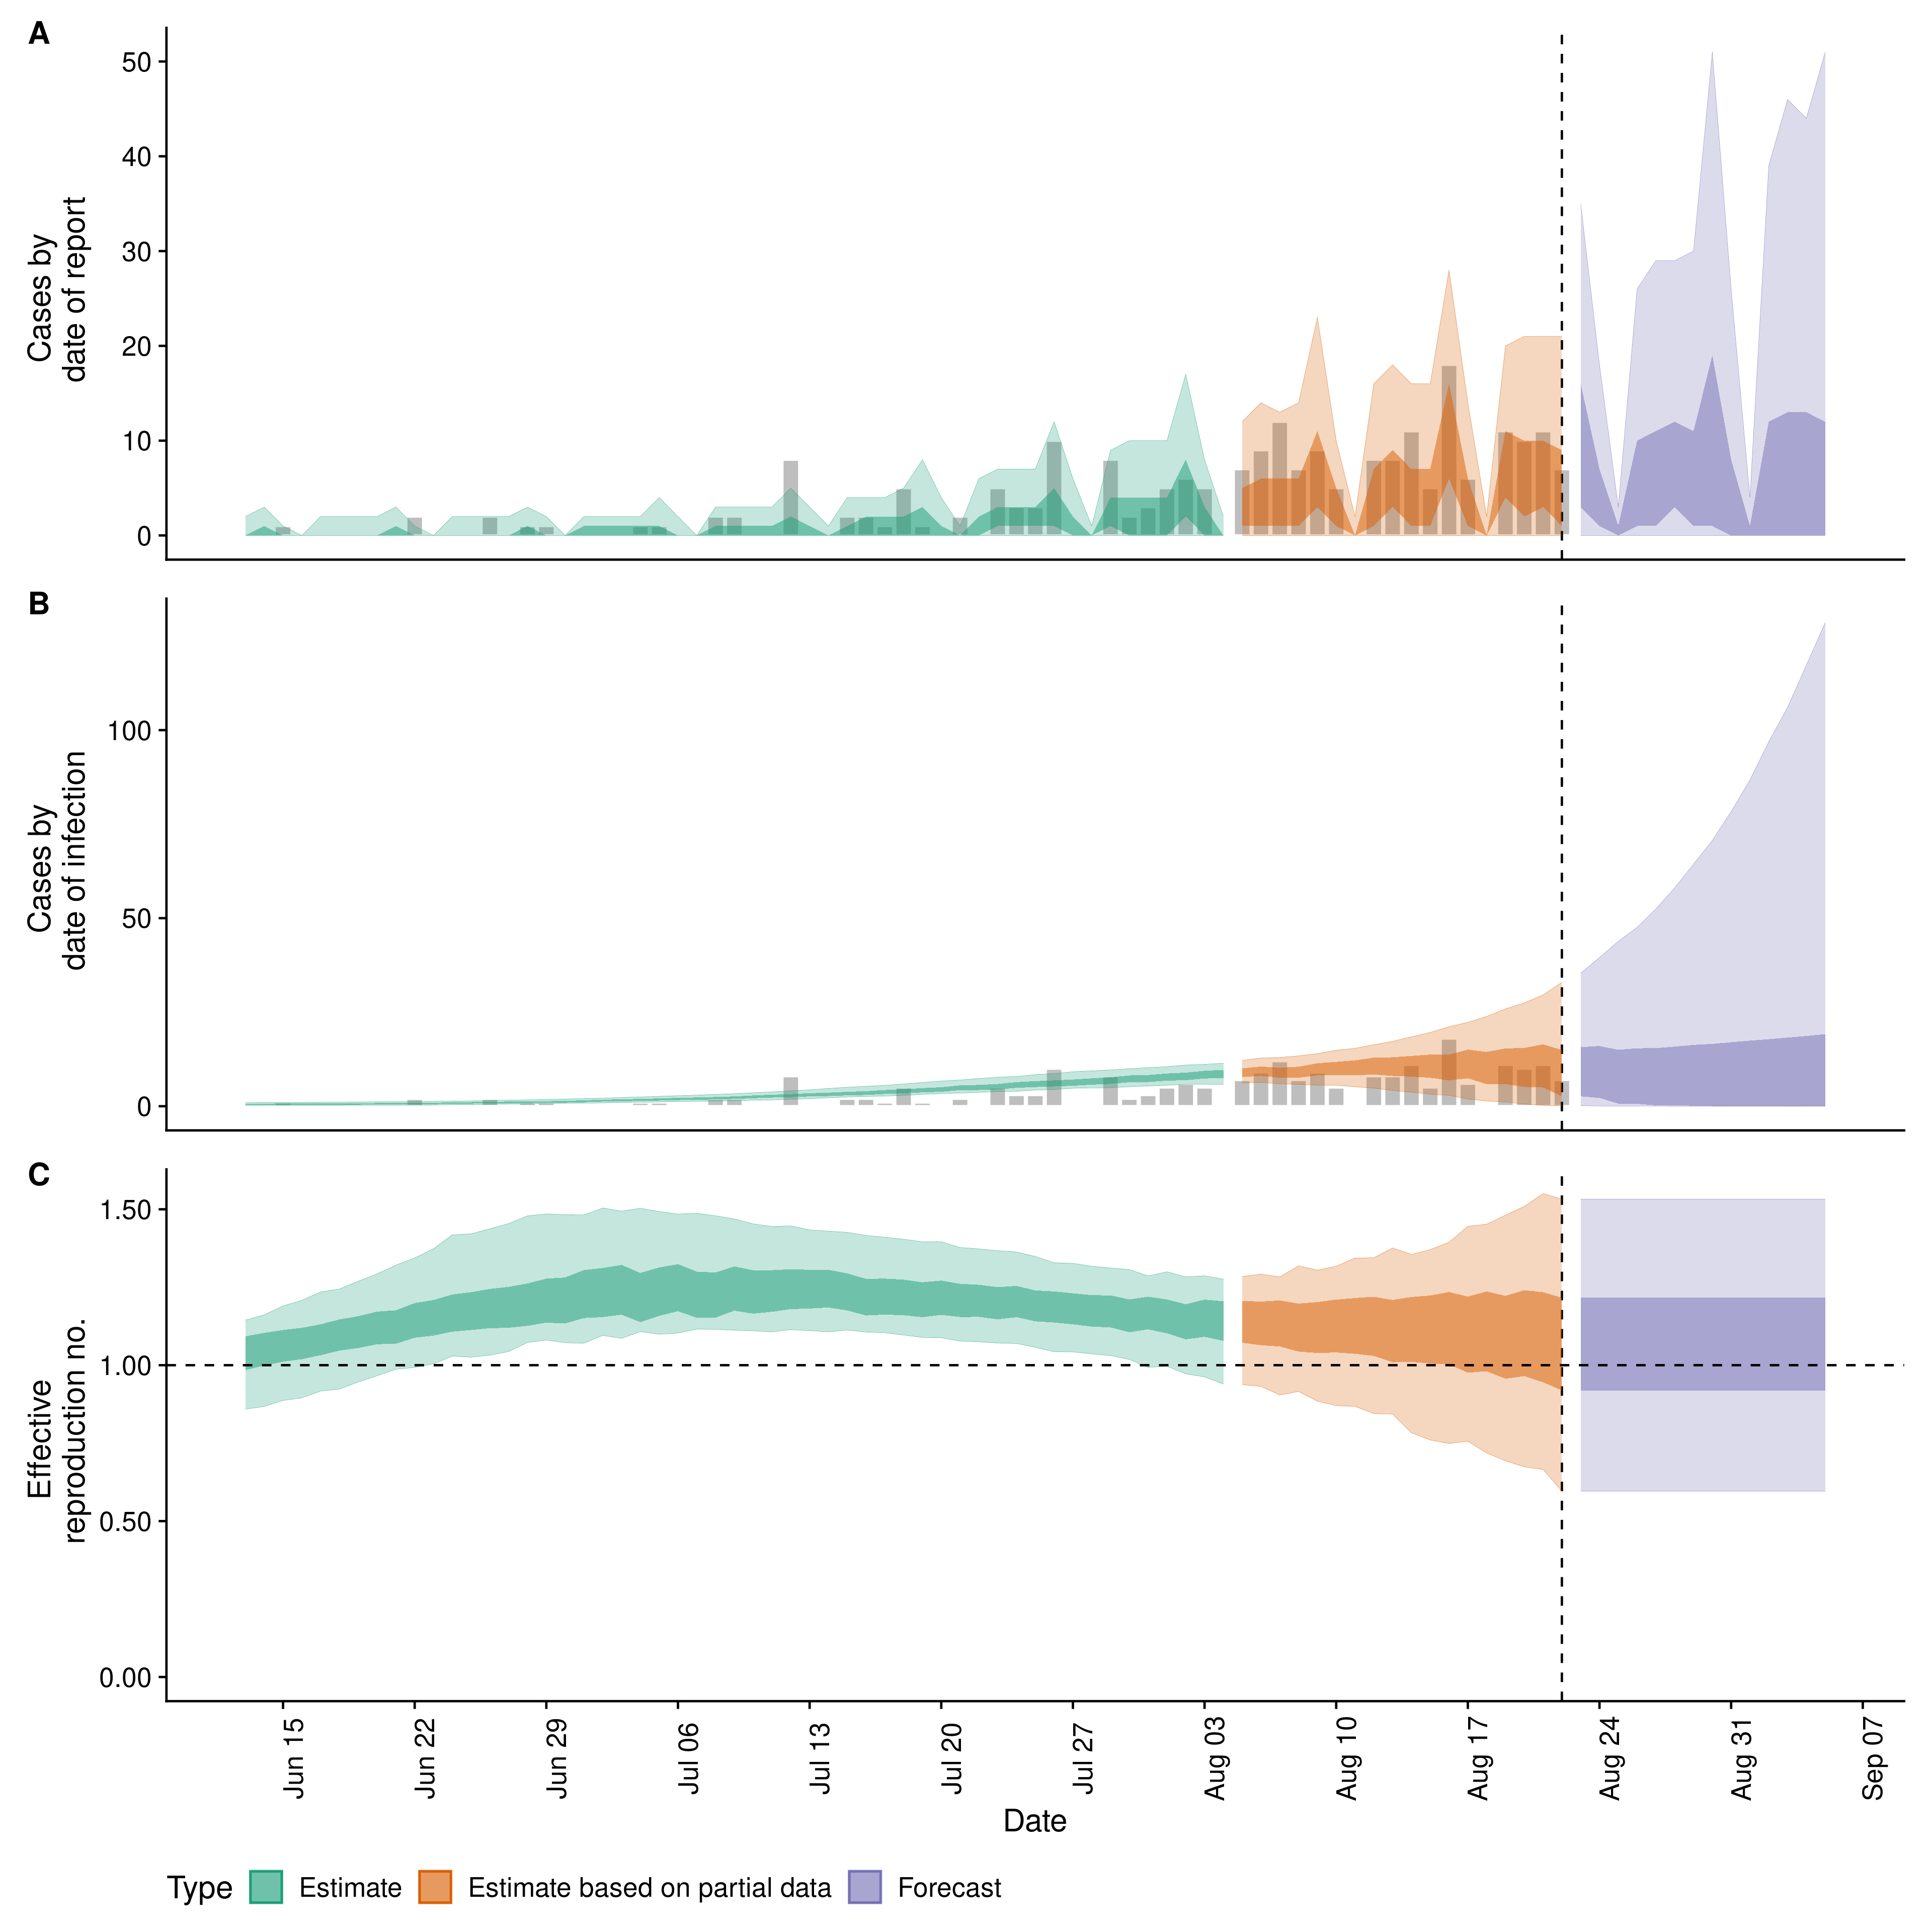 A
50
40
30
20
10
0
Cases by
date of report
B
100
50
0
Cases by
date of infection
C
1.50
1.00
0.50
0.00
Effective
reproduction no.
Jun 15
Jun 22
Jun 29
Jul 06
Jul 13
Jul 20
Jul 27
Aug 03
Aug 10
Aug 17
Aug 24
Aug 31
Sep 07
Date
Type Estimate Estimate based on partial data Forecast